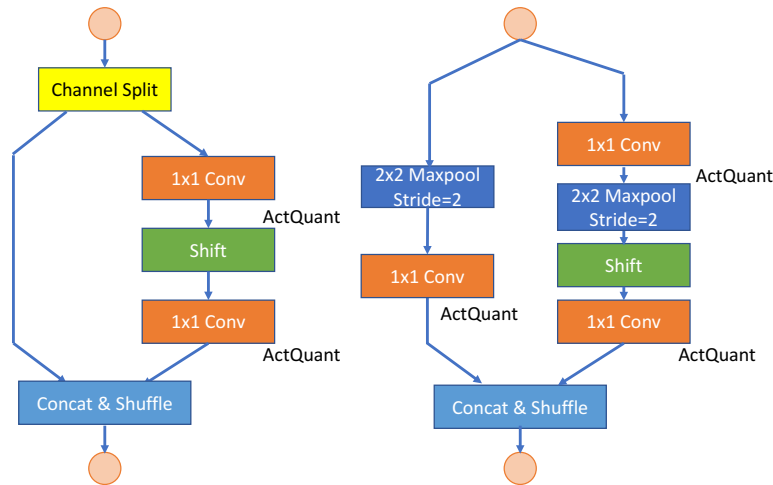 Channel Split
1x1 Conv
ActQuant
Shift
1x1 Conv
ActQuant
Concat & Shuffle
2x2 Maxpool
Stride=2
1x1 Conv
ActQuant
1x1 Conv
ActQuant
2x2 Maxpool
Stride=2
Shift
1x1 Conv
ActQuant
Concat & Shuffle